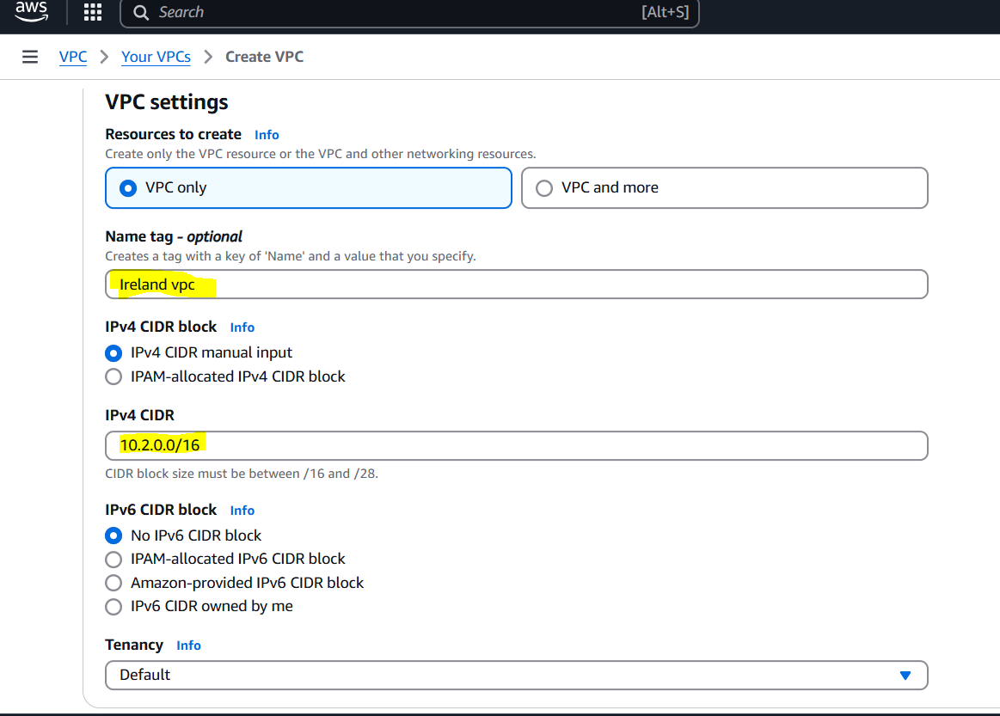 aws
Search [Alt+S]
VPC > Your VPCs > Create VPC
VPC settings
Resources to create Info
Create only the VPC resource or the VPC and other networking resources.
VPC only
VPC and more
Name tag - optional
Creates a tag with a key of 'Name' and a value that you specify.
Ireland vpc
IPv4 CIDR block Info
IPv4 CIDR manual input
IPAM-allocated IPv4 CIDR block
IPv4 CIDR
10.2.0.0/16
CIDR block size must be between /16 and /28.
IPv6 CIDR block Info
No IPv6 CIDR block
IPAM-allocated IPv6 CIDR block
Amazon-provided IPv6 CIDR block
IPv6 CIDR owned by me
Tenancy Info
Default